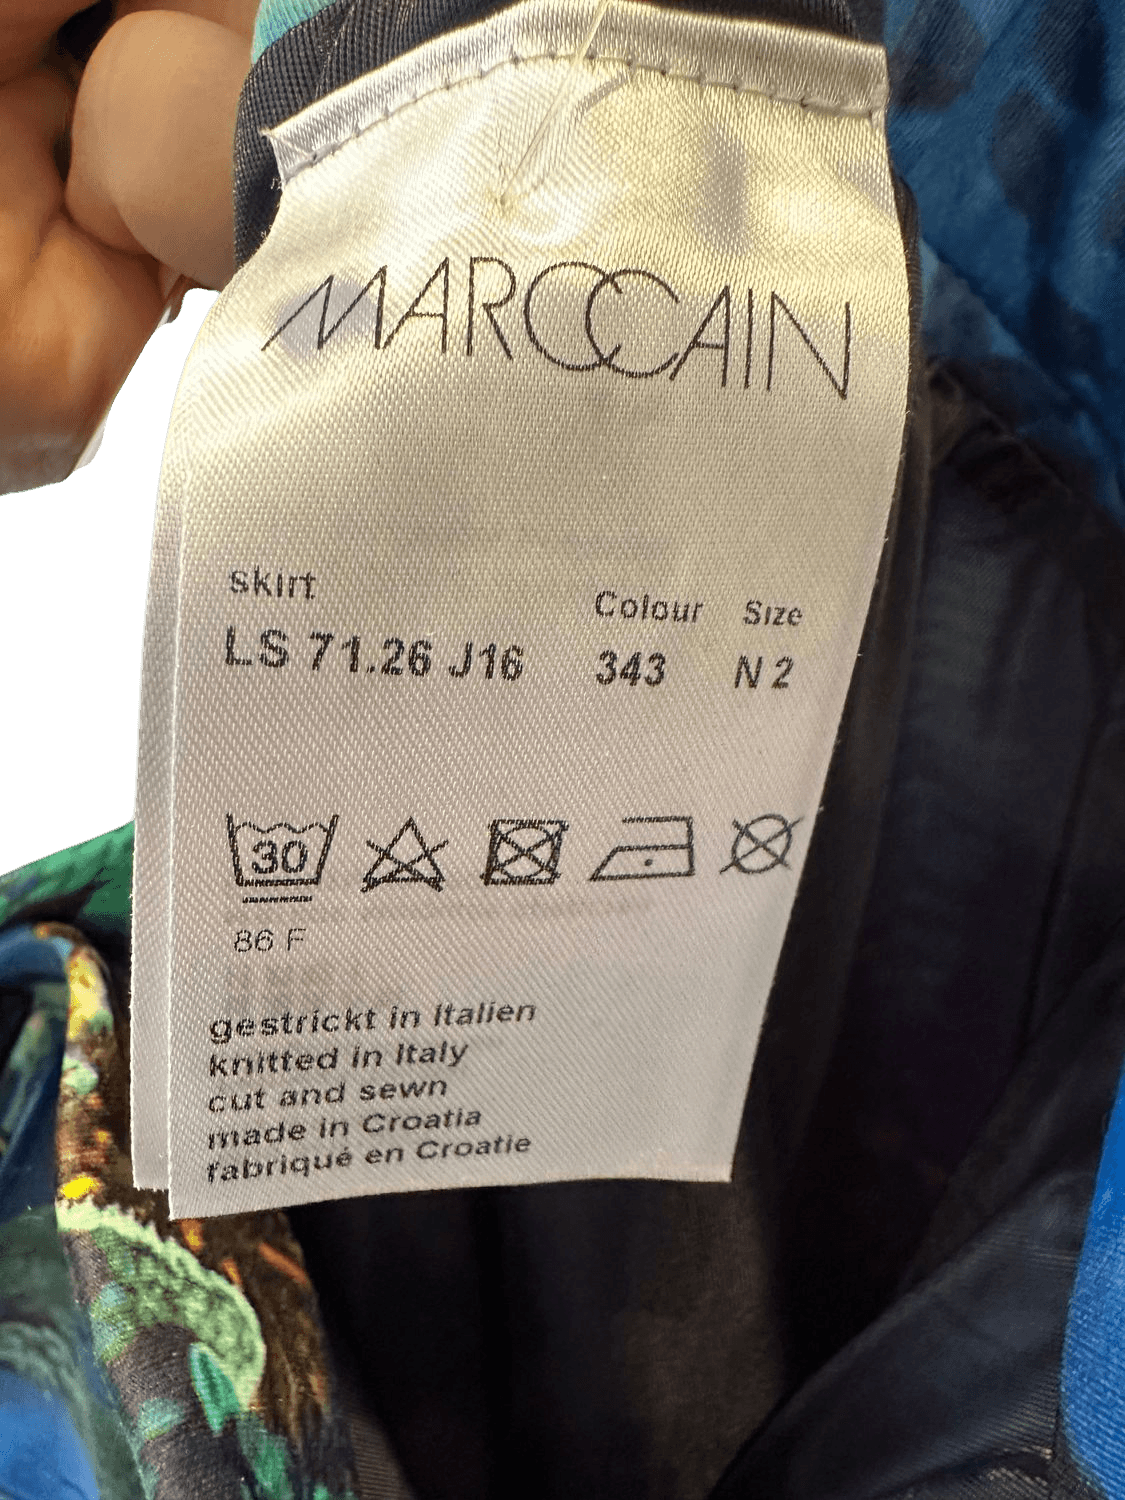 MARCCAIN
skirt Colour Size
LS 71.26 J16 343 N 2
30
86 F
gestrickt in Italien
knitted in Italy
cut and sewn
made in Croatia
fabriqué en Croatie